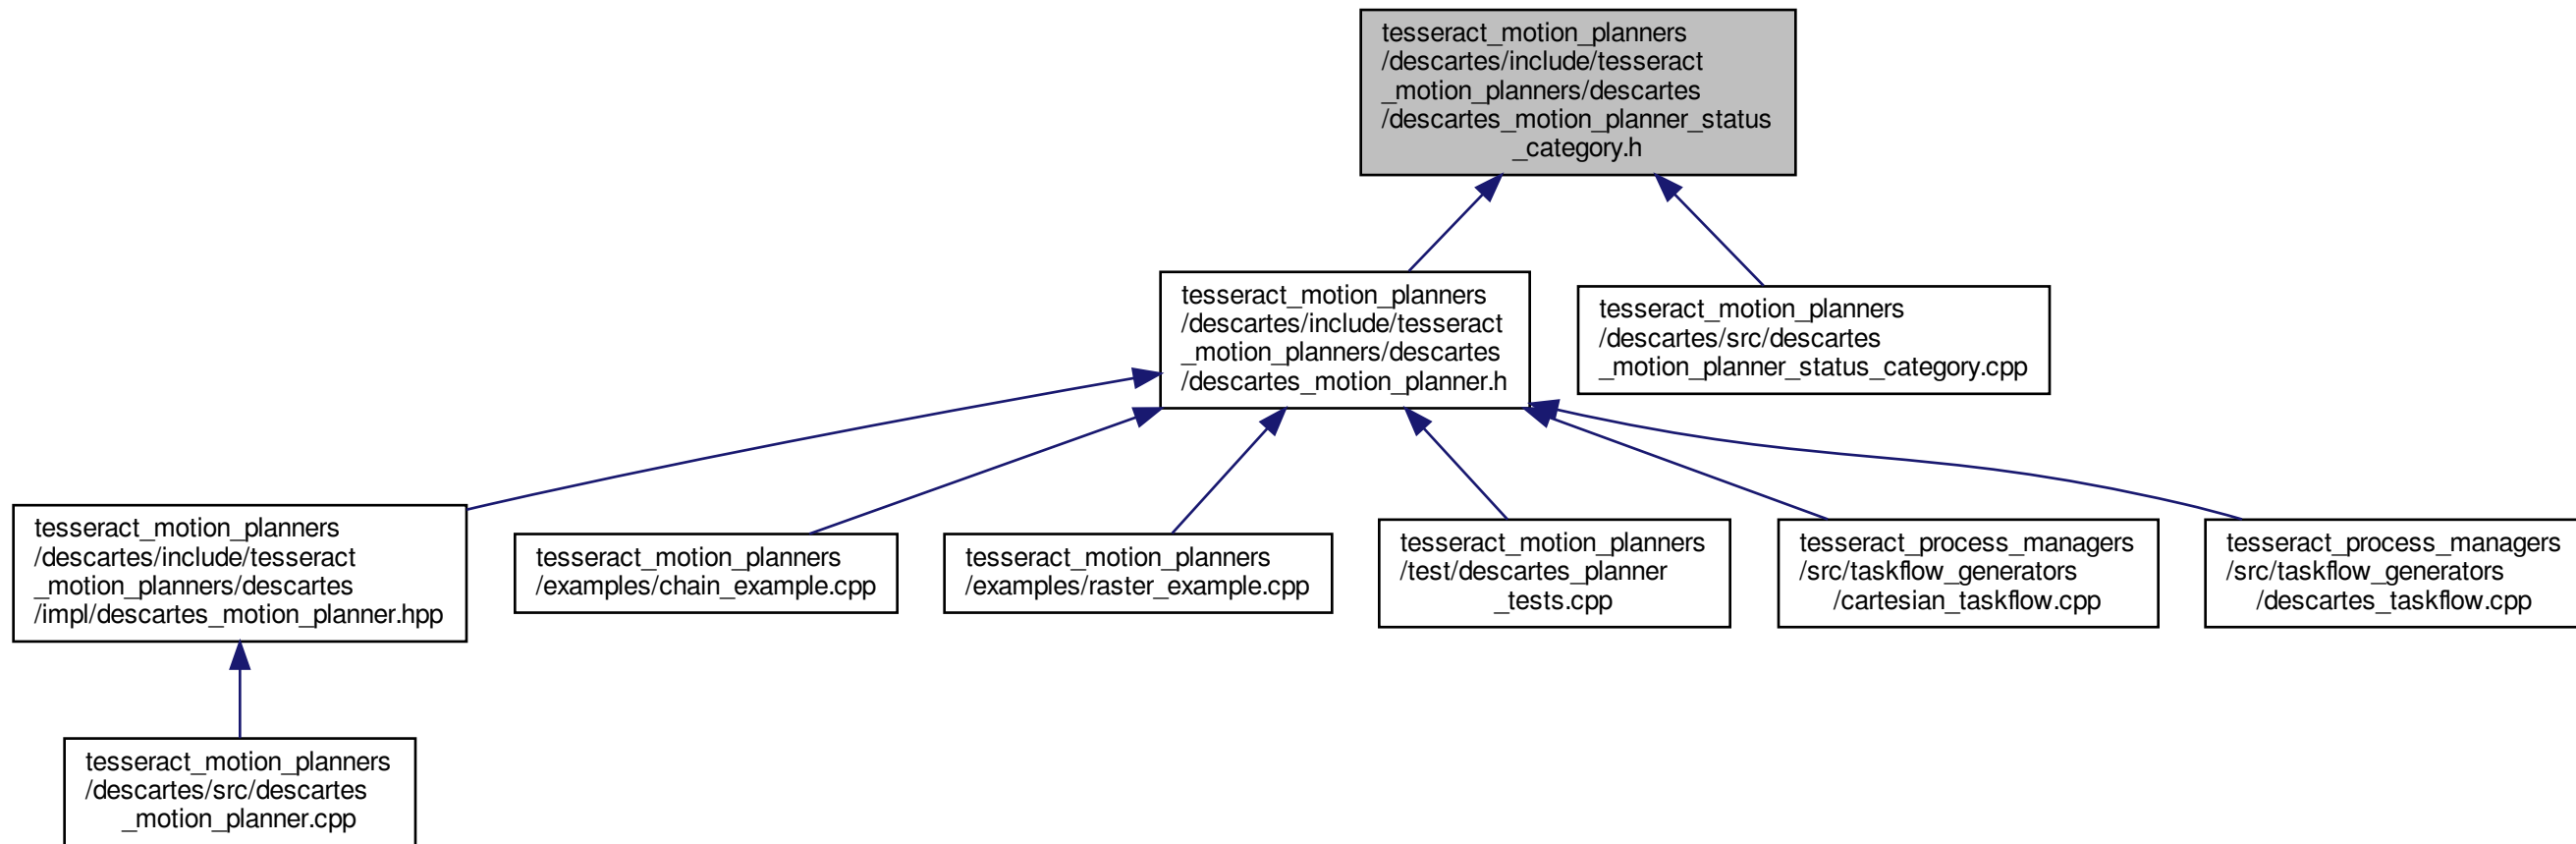 tesseract_motion_planners
/descartes/include/tesseract
_motion_planners/descartes
/descartes_motion_planner_status
_category.h
tesseract_motion_planners
/descartes/include/tesseract
_motion_planners/descartes
/descartes_motion_planner.h
tesseract_motion_planners
/descartes/src/descartes
_motion_planner_status_category.cpp
tesseract_motion_planners
/descartes/include/tesseract
_motion_planners/descartes
/impl/descartes_motion_planner.hpp
tesseract_motion_planners
/examples/chain_example.cpp
tesseract_motion_planners
/examples/raster_example.cpp
tesseract_motion_planners
/test/descartes_planner
_tests.cpp
tesseract_process_managers
/src/taskflow_generators
/cartesian_taskflow.cpp
tesseract_process_managers
/src/taskflow_generators
/descartes_taskflow.cpp
tesseract_motion_planners
/descartes/src/descartes
_motion_planner.cpp